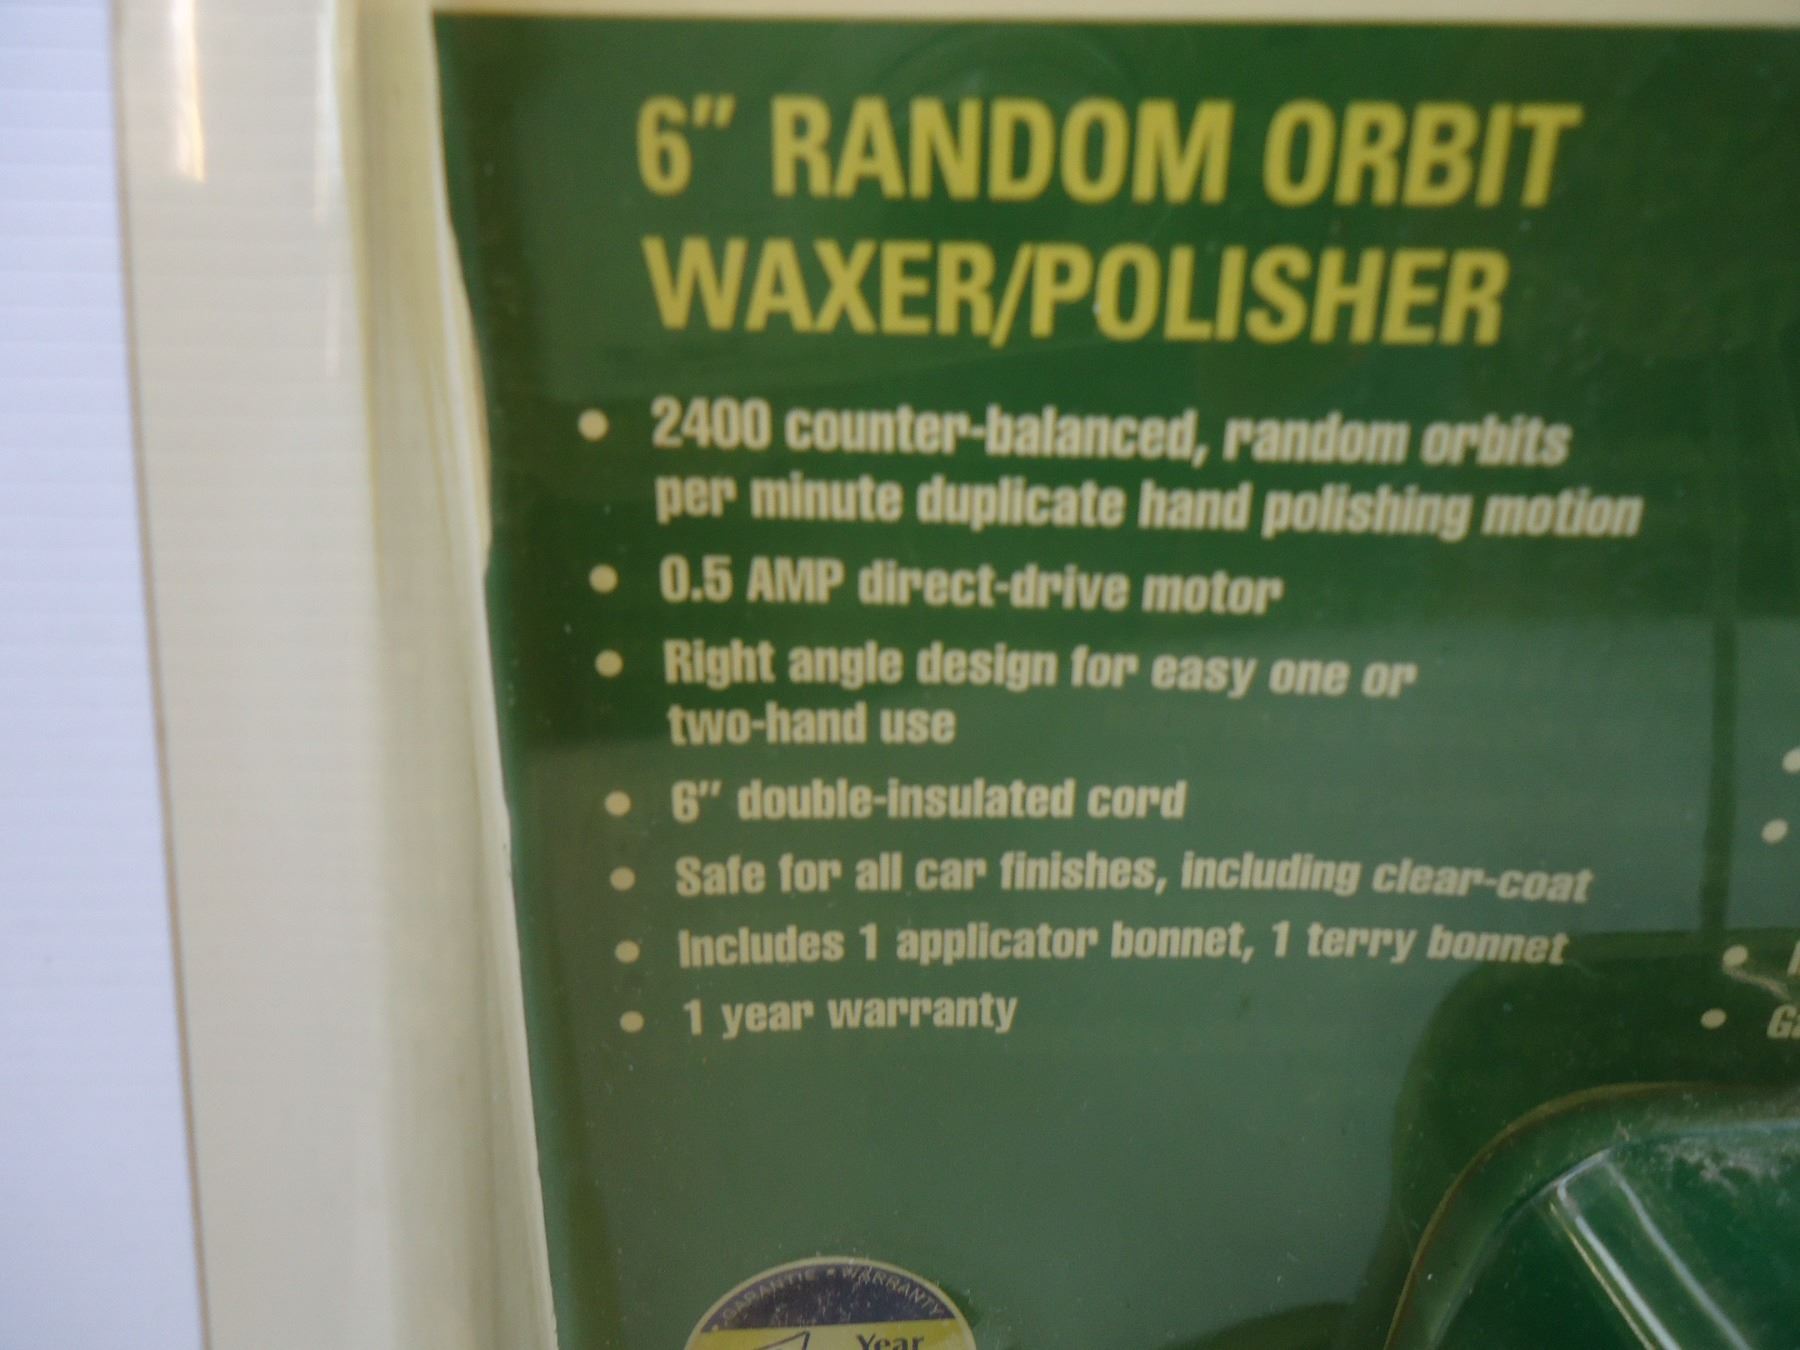 6" RANDOM ORBIT
WAXER/POLISHER
• 2400 counter-balanced, random orbits
per minute duplicate hand polishing motion
• 0.5 AMP direct-drive motor
• Right angle design for easy one or
two-hand use
• 6" double-insulated cord
• Safe for all car finishes, including clear-coat
• Includes 1 applicator bonnet, 1 terry bonnet
• 1 year warranty
GARANTIE • WARRANTY
Year